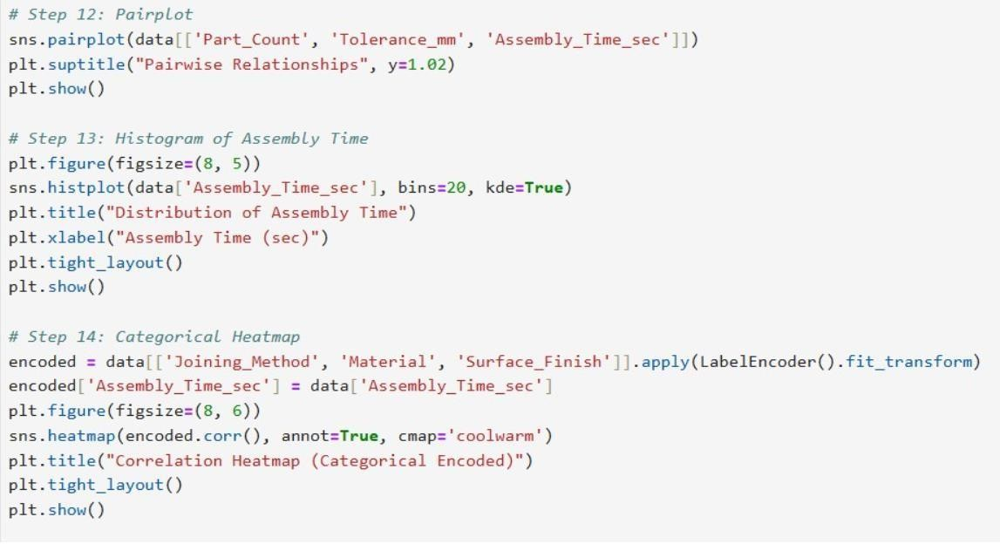 # Step 12: Pairplot
sns.pairplot(data[['Part_Count', 'Tolerance_mm', 'Assembly_Time_sec']])
plt.suptitle("Pairwise Relationships", y=1.02)
plt.show()
# Step 13: Histogram of Assembly Time
plt.figure(figsize=(8, 5))
sns.histplot(data['Assembly_Time_sec'], bins=20, kde=True)
plt.title("Distribution of Assembly Time")
plt.xlabel("Assembly Time (sec)")
plt.tight_layout()
plt.show()
# Step 14: Categorical Heatmap
encoded = data[['Joining_Method', 'Material', 'Surface_Finish']].apply(LabelEncoder().fit_transform)
encoded['Assembly_Time_sec'] = data['Assembly_Time_sec']
plt.figure(figsize=(8, 6))
sns.heatmap(encoded.corr(), annot=True, cmap='coolwarm')
plt.title("Correlation Heatmap (Categorical Encoded)")
plt.tight_layout()
plt.show()